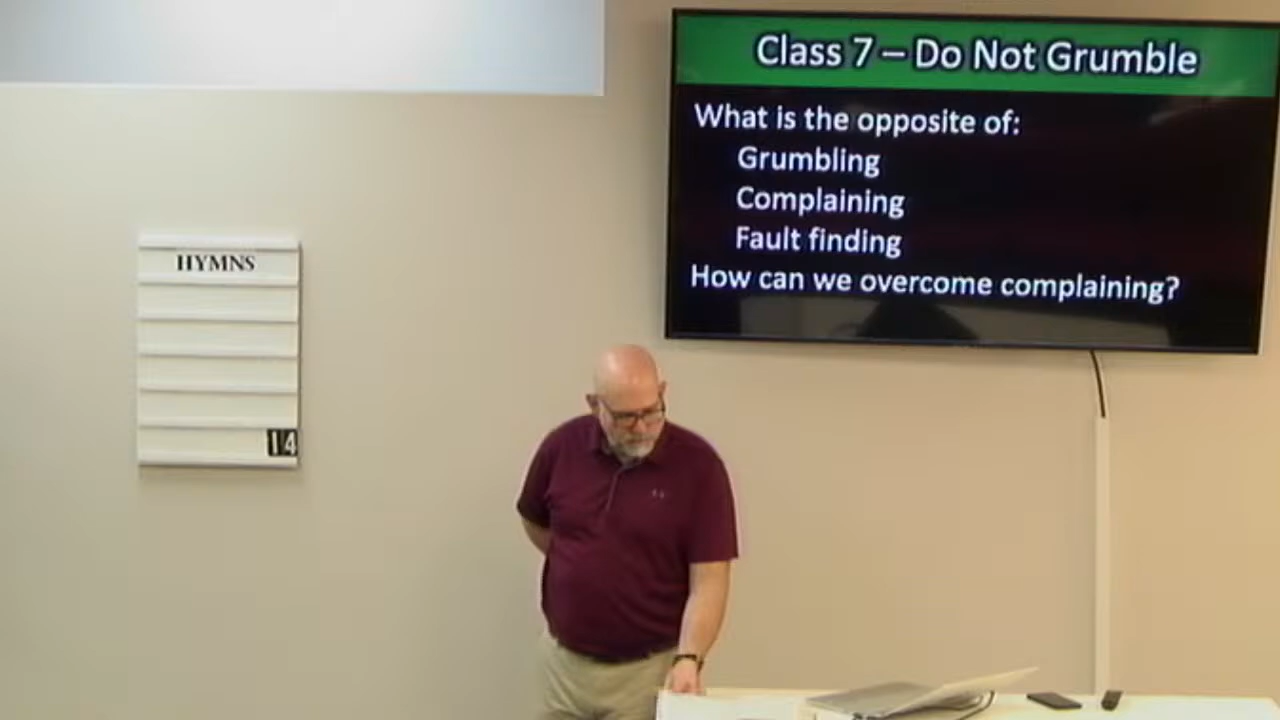 Class 7 – Do Not Grumble
What is the opposite of:
Grumbling
Complaining
Fault finding
How can we overcome complaining?
HYMNS
14